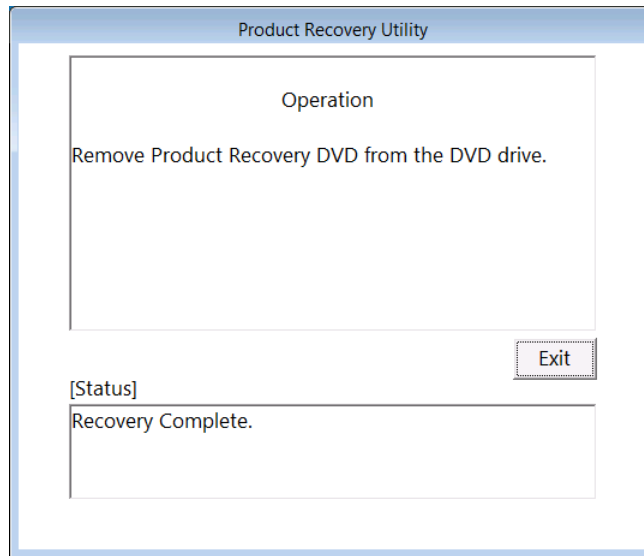 Product Recovery Utility
Operation
Remove Product Recovery DVD from the DVD drive.
Exit
[Status]
Recovery Complete.